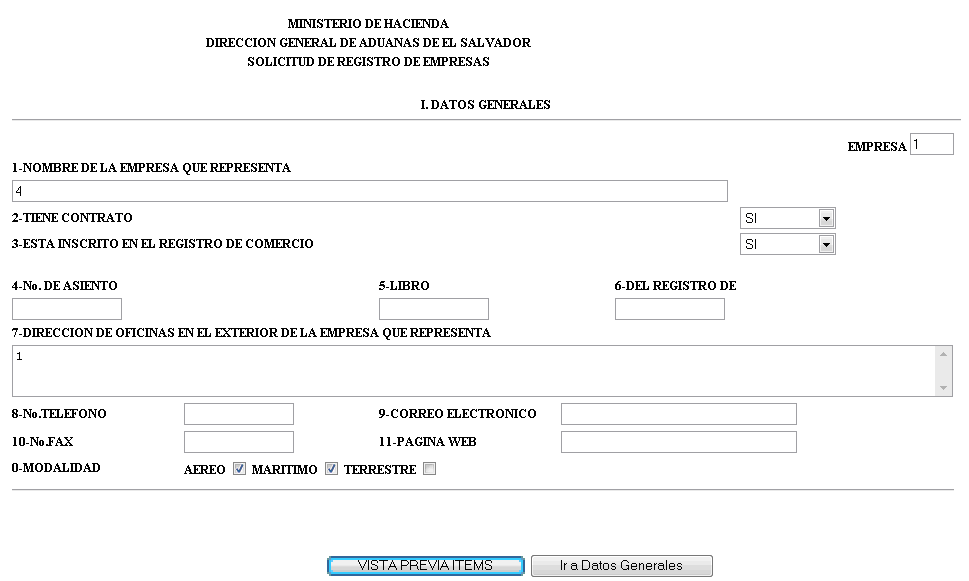 MINISTERIO DE HACIENDA
DIRECCION GENERAL DE ADUANAS DE EL SALVADOR
SOLICITUD DE REGISTRO DE EMPRESAS
I. DATOS GENERALES
EMPRESA 1
1-NOMBRE DE LA EMPRESA QUE REPRESENTA
4
2-TIENE CONTRATO SI
3-ESTA INSCRITO EN EL REGISTRO DE COMERCIO SI
4-No. DE ASIENTO 5-LIBRO 6-DEL REGISTRO DE
7-DIRECCION DE OFICINAS EN EL EXTERIOR DE LA EMPRESA QUE REPRESENTA
1
8-No.TELEFONO 9-CORREO ELECTRONICO
10-No.FAX 11-PAGINA WEB
0-MODALIDAD AEREO MARITIMO TERRESTRE
VISTA PREVIA ITEMS Ir a Datos Generales